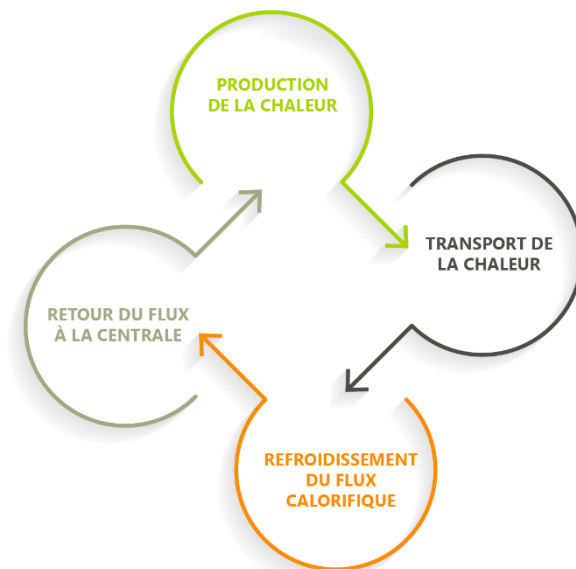 PRODUCTION
DE LA CHALEUR
TRANSPORT DE
LA CHALEUR
REFROIDISSEMENT
DU FLUX
CALORIFIQUE
RETOUR DU FLUX
À LA CENTRALE